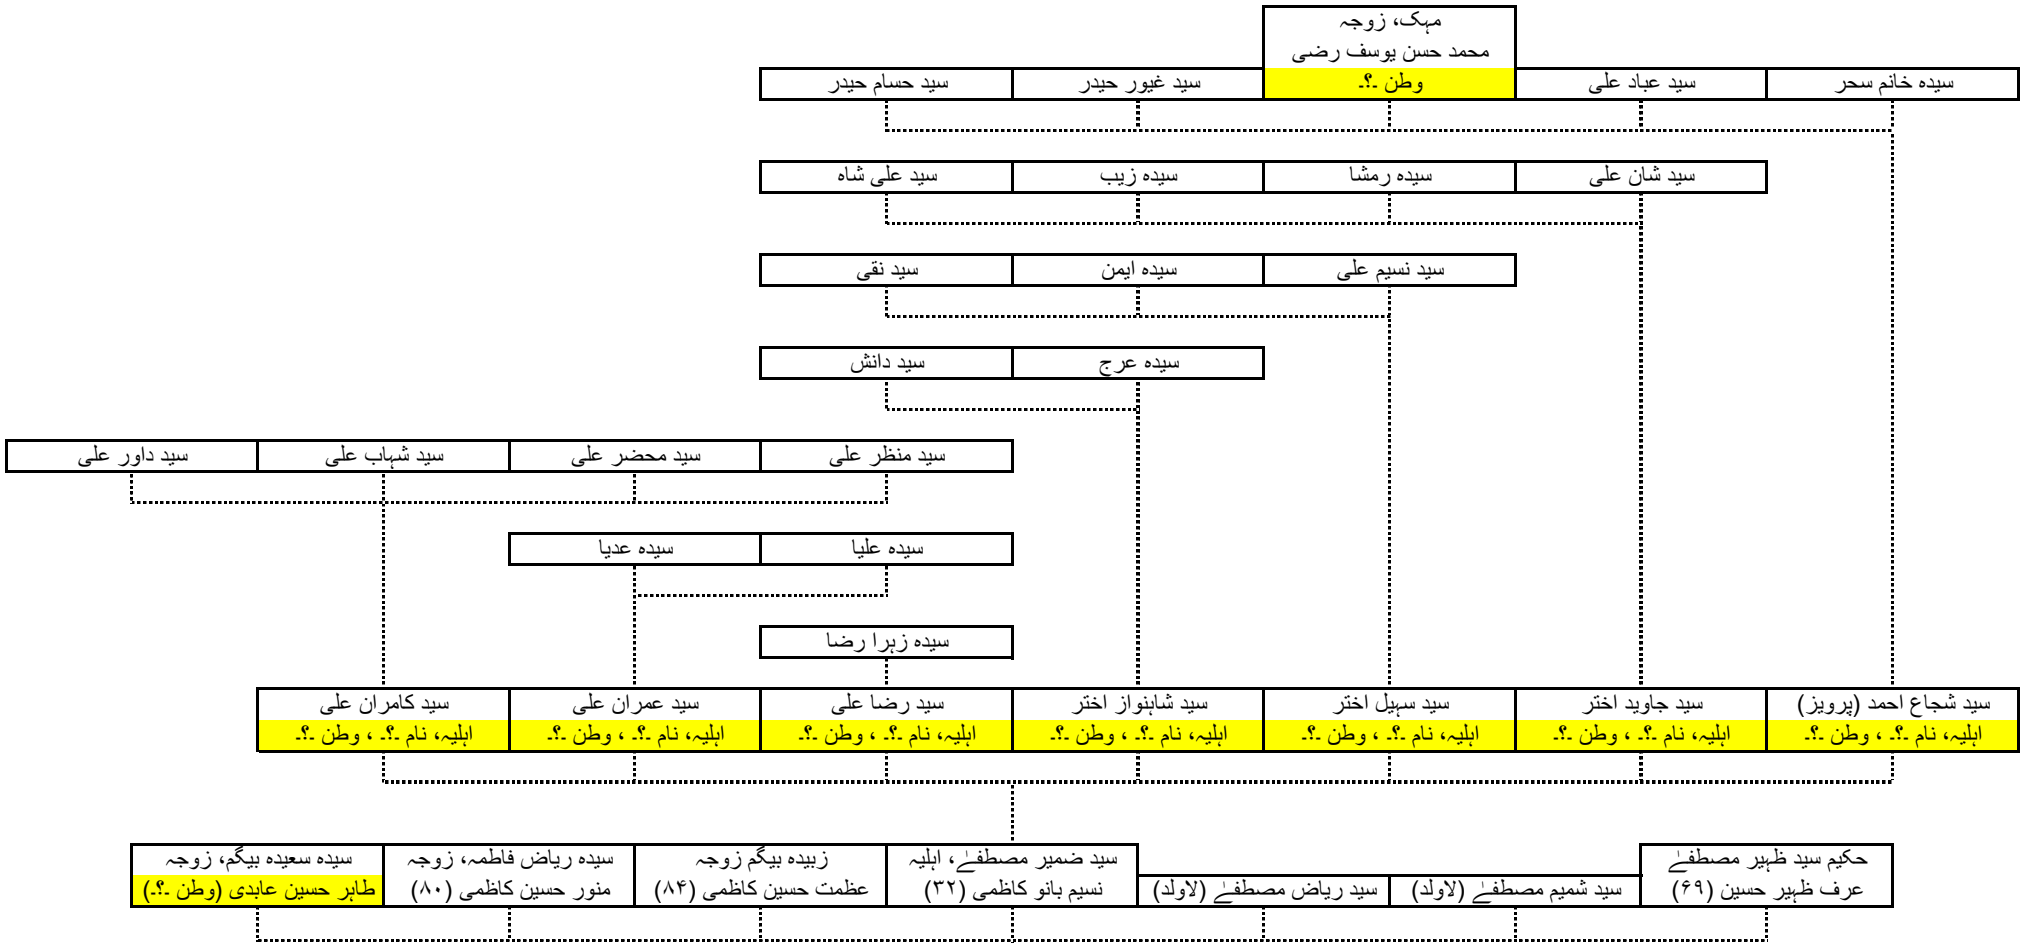 مہک، زوجہ
محمد حسن یوسف رضی
وطن ـ؟ـ
سیدہ خانم سحر
سید عباد علی
سید غیور حیدر
سید حسام حیدر
سید شان علی
سیدہ رمشا
سیدہ زیب
سید علی شاہ
سید نسیم علی
سیدہ ایمن
سید نقی
سیدہ عرج
سید دانش
سید منظر علی
سید محضر علی
سید شہاب علی
سید داور علی
سیدہ علیا
سیدہ عدیا
سیدہ زہرا رضا
سید شجاع احمد (پرویز)
اہلیہ، نام ـ؟ـ ، وطن ـ؟ـ
سید جاوید اختر
اہلیہ، نام ـ؟ـ ، وطن ـ؟ـ
سید سہیل اختر
اہلیہ، نام ـ؟ـ ، وطن ـ؟ـ
سید شاہنواز اختر
اہلیہ، نام ـ؟ـ ، وطن ـ؟ـ
سید رضا علی
اہلیہ، نام ـ؟ـ ، وطن ـ؟ـ
سید عمران علی
اہلیہ، نام ـ؟ـ ، وطن ـ؟ـ
سید کامران علی
اہلیہ، نام ـ؟ـ ، وطن ـ؟ـ
حکیم سید ظہیر مصطفےٰ
عرف ظہیر حسین (۶۹)
سید شمیم مصطفےٰ (لاولد)
سید ریاض مصطفےٰ (لاولد)
سید ضمیر مصطفےٰ، اہلیہ
نسیم بانو کاظمی (۳۲)
زبیدہ بیگم زوجہ
عظمت حسین کاظمی (۸۴)
سیدہ ریاض فاطمہ، زوجہ
منور حسین کاظمی (۸۰)
سیدہ سعیدہ بیگم، زوجہ
طاہر حسین عابدی (وطن ـ؟ـ)